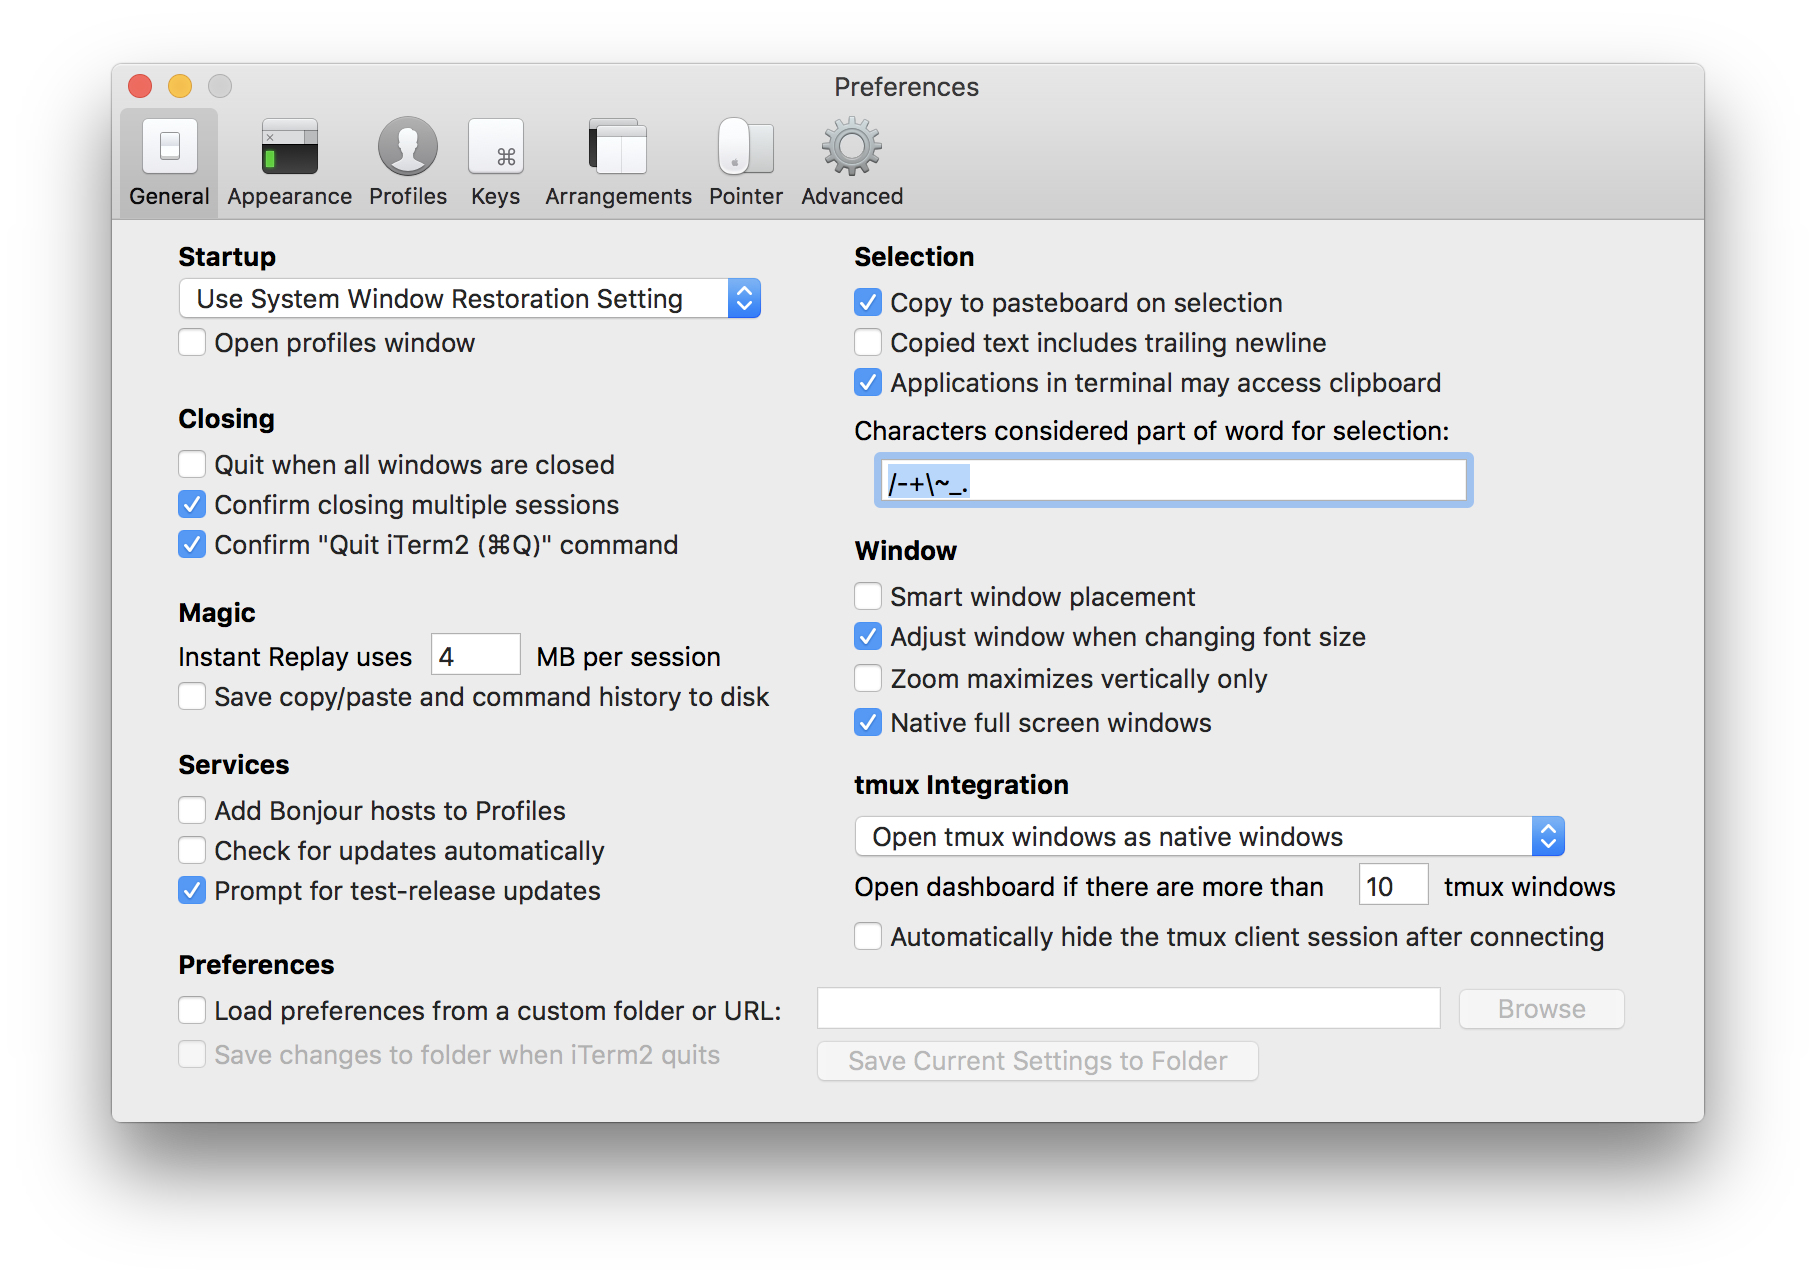 Preferences
General
Appearance
Profiles
Keys
Arrangements
Pointer
Advanced
Startup
Use System Window Restoration Setting
Open profiles window
Closing
Quit when all windows are closed
Confirm closing multiple sessions
Confirm "Quit iTerm2 (⌘Q)" command
Magic
Instant Replay uses 4 MB per session
Save copy/paste and command history to disk
Services
Add Bonjour hosts to Profiles
Check for updates automatically
Prompt for test-release updates
Selection
Copy to pasteboard on selection
Copied text includes trailing newline
Applications in terminal may access clipboard
Characters considered part of word for selection:
/-+\~_.
Window
Smart window placement
Adjust window when changing font size
Zoom maximizes vertically only
Native full screen windows
tmux Integration
Open tmux windows as native windows
Open dashboard if there are more than 10 tmux windows
Automatically hide the tmux client session after connecting
Preferences
Load preferences from a custom folder or URL:
Browse
Save changes to folder when iTerm2 quits
Save Current Settings to Folder